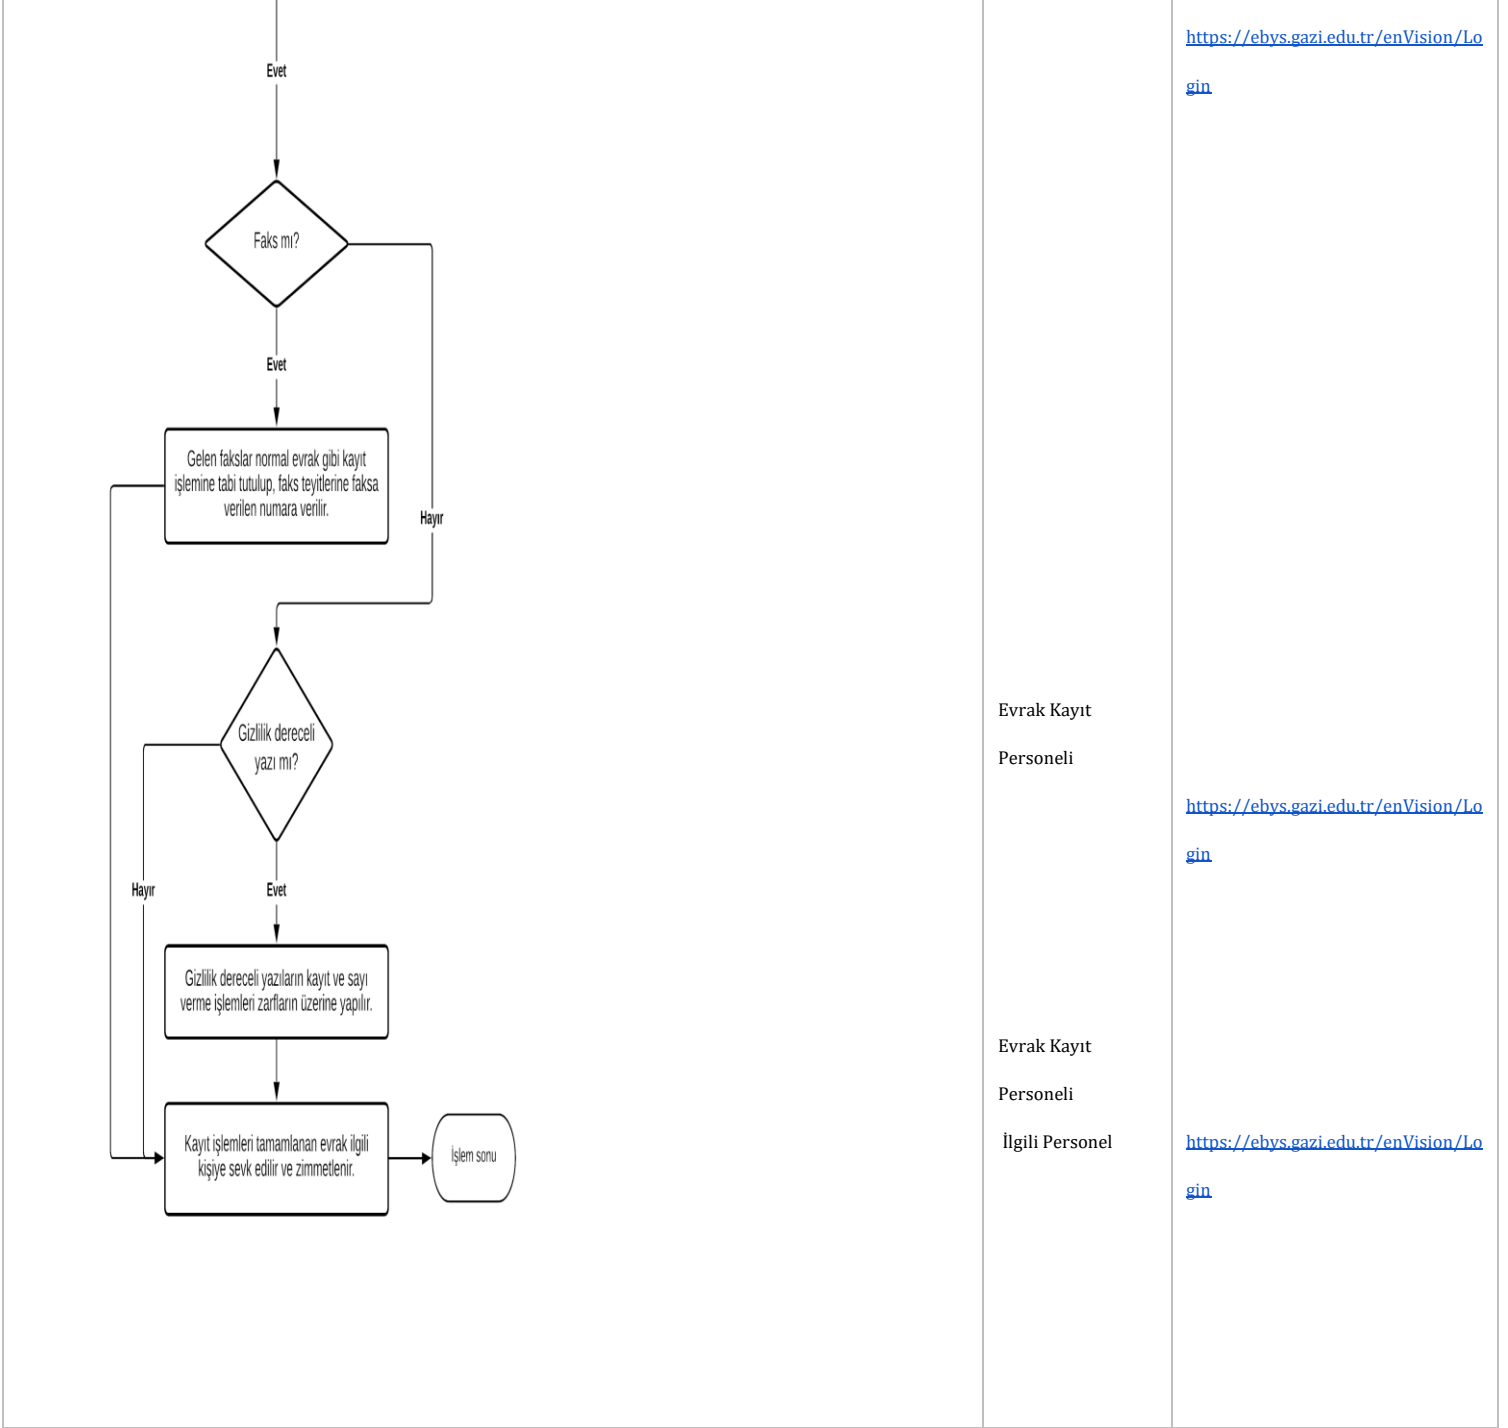 Evet
Faks mı?
Evet
Gelen fakslar normal evrak gibi kayıt
işlemine tabi tutulup, faks teyitlerine faksa
verilen numara verilir.
Hayır
Gizlilik dereceli
yazı mı?
Hayır
Evet
Gizlilik dereceli yazıların kayıt ve sayı
verme işlemleri zarfların üzerine yapılır.
Kayıt işlemleri tamamlanan evrak ilgili
kişiye sevk edilir ve zimmetlenir.
İşlem sonu
Evrak Kayıt
Personeli
Evrak Kayıt
Personeli
İlgili Personel
https://ebys.gazi.edu.tr/enVision/Lo
gin
https://ebys.gazi.edu.tr/enVision/Lo
gin
https://ebys.gazi.edu.tr/enVision/Lo
gin